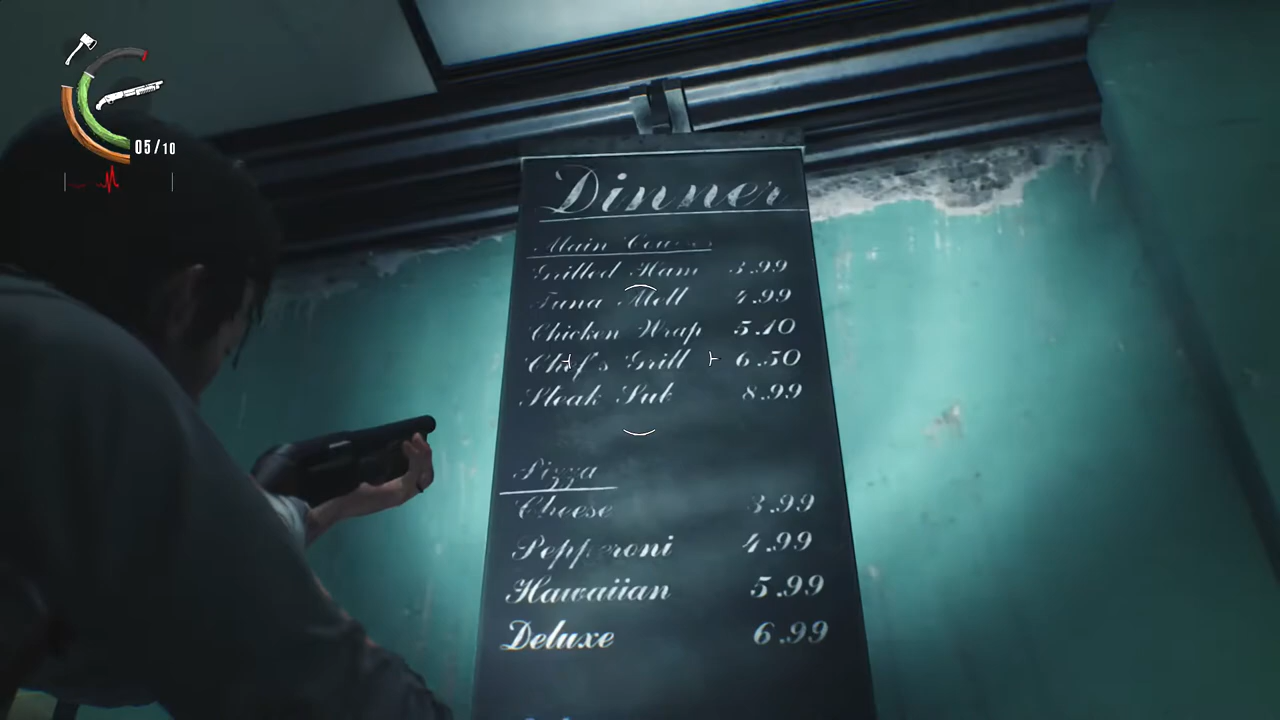 05/10
Dinner
Main Course
Grilled Ham 3.99
Tuna Melt 4.99
Chicken Wrap 5.10
Chef's Grill 6.50
Steak Sub 8.99
Pizza
Cheese 3.99
Pepperoni 4.99
Hawaiian 5.99
Deluxe 6.99